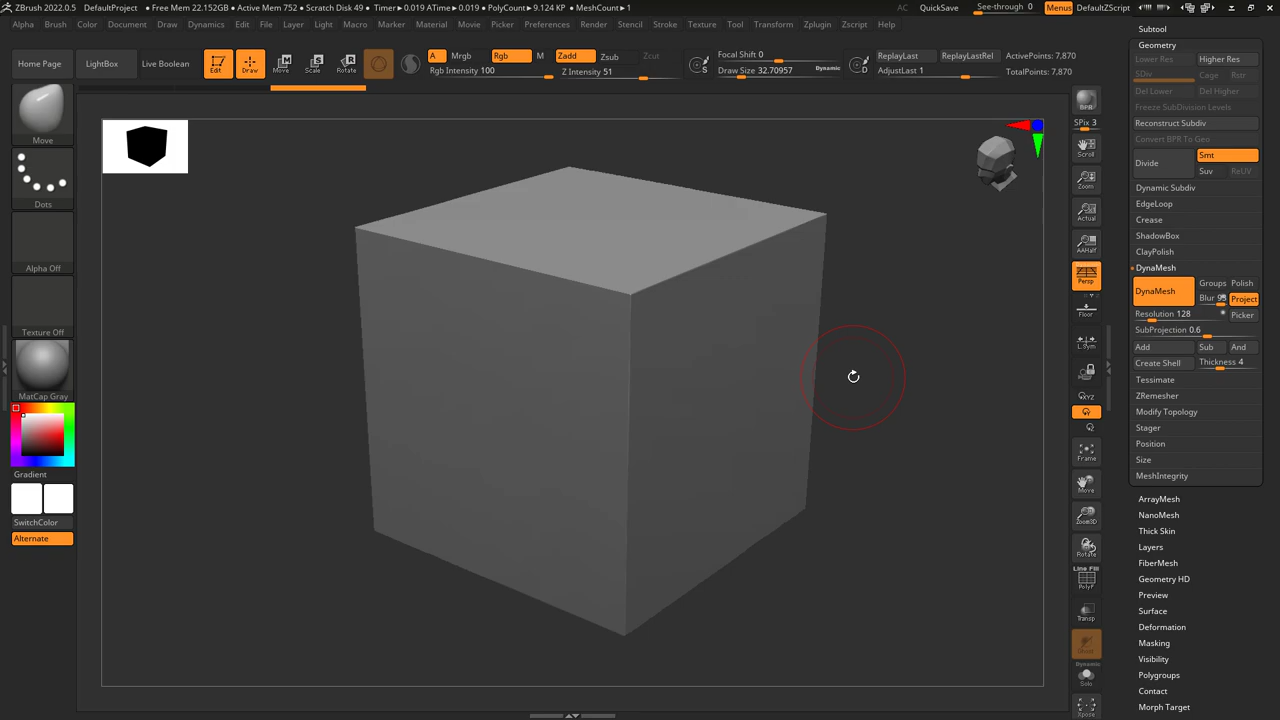 ZBrush 2022.0.5 DefaultProject • Free Mem 22.152GB • Active Mem 752 • Scratch Disk 49 • Timer▸0.019 ATime▸0.019 • PolyCount▸9.124 KP • MeshCount▸1 AC QuickSave See-through 0 Menus DefaultZScript
Alpha Brush Color Document Draw Dynamics Edit File Layer Light Macro Marker Material Movie Picker Preferences Render Stencil Stroke Texture Tool Transform Zplugin Zscript Help
Home Page LightBox Live Boolean Edit Draw Move Scale Rotate
A Mrgb Rgb M Zadd Zsub Zcut
Rgb Intensity 100 Z Intensity 51
S Focal Shift 0
Draw Size 32.70957 Dynamic
D ReplayLast ReplayLastRel
AdjustLast 1
ActivePoints: 7,870
TotalPoints: 7,870
Move
Dots
Alpha Off
Texture Off
MatCap Gray
Gradient
SwitchColor
Alternate
BPR
SPix 3
Scroll
Zoom
Actual
AAHalf
Persp
Floor
L.Sym
XYZ
Y
Z
Frame
Move
Zoom3D
Rotate
Line Fill
PolyF
Transp
Ghost
Dynamic
Solo
Xpose
Subtool
Geometry
Lower Res Higher Res
SDiv Cage Rstr
Del Lower Del Higher
Freeze SubDivision Levels
Reconstruct Subdiv
Convert BPR To Geo
Divide Smt
Suv ReUV
Dynamic Subdiv
EdgeLoop
Crease
ShadowBox
ClayPolish
DynaMesh
DynaMesh Groups Polish
Blur Project
Resolution 128 Picker
SubProjection 0.6
Add Sub And
Create Shell Thickness 4
Tessimate
ZRemesher
Modify Topology
Stager
Position
Size
MeshIntegrity
ArrayMesh
NanoMesh
Thick Skin
Layers
FiberMesh
Geometry HD
Preview
Surface
Deformation
Masking
Visibility
Polygroups
Contact
Morph Target